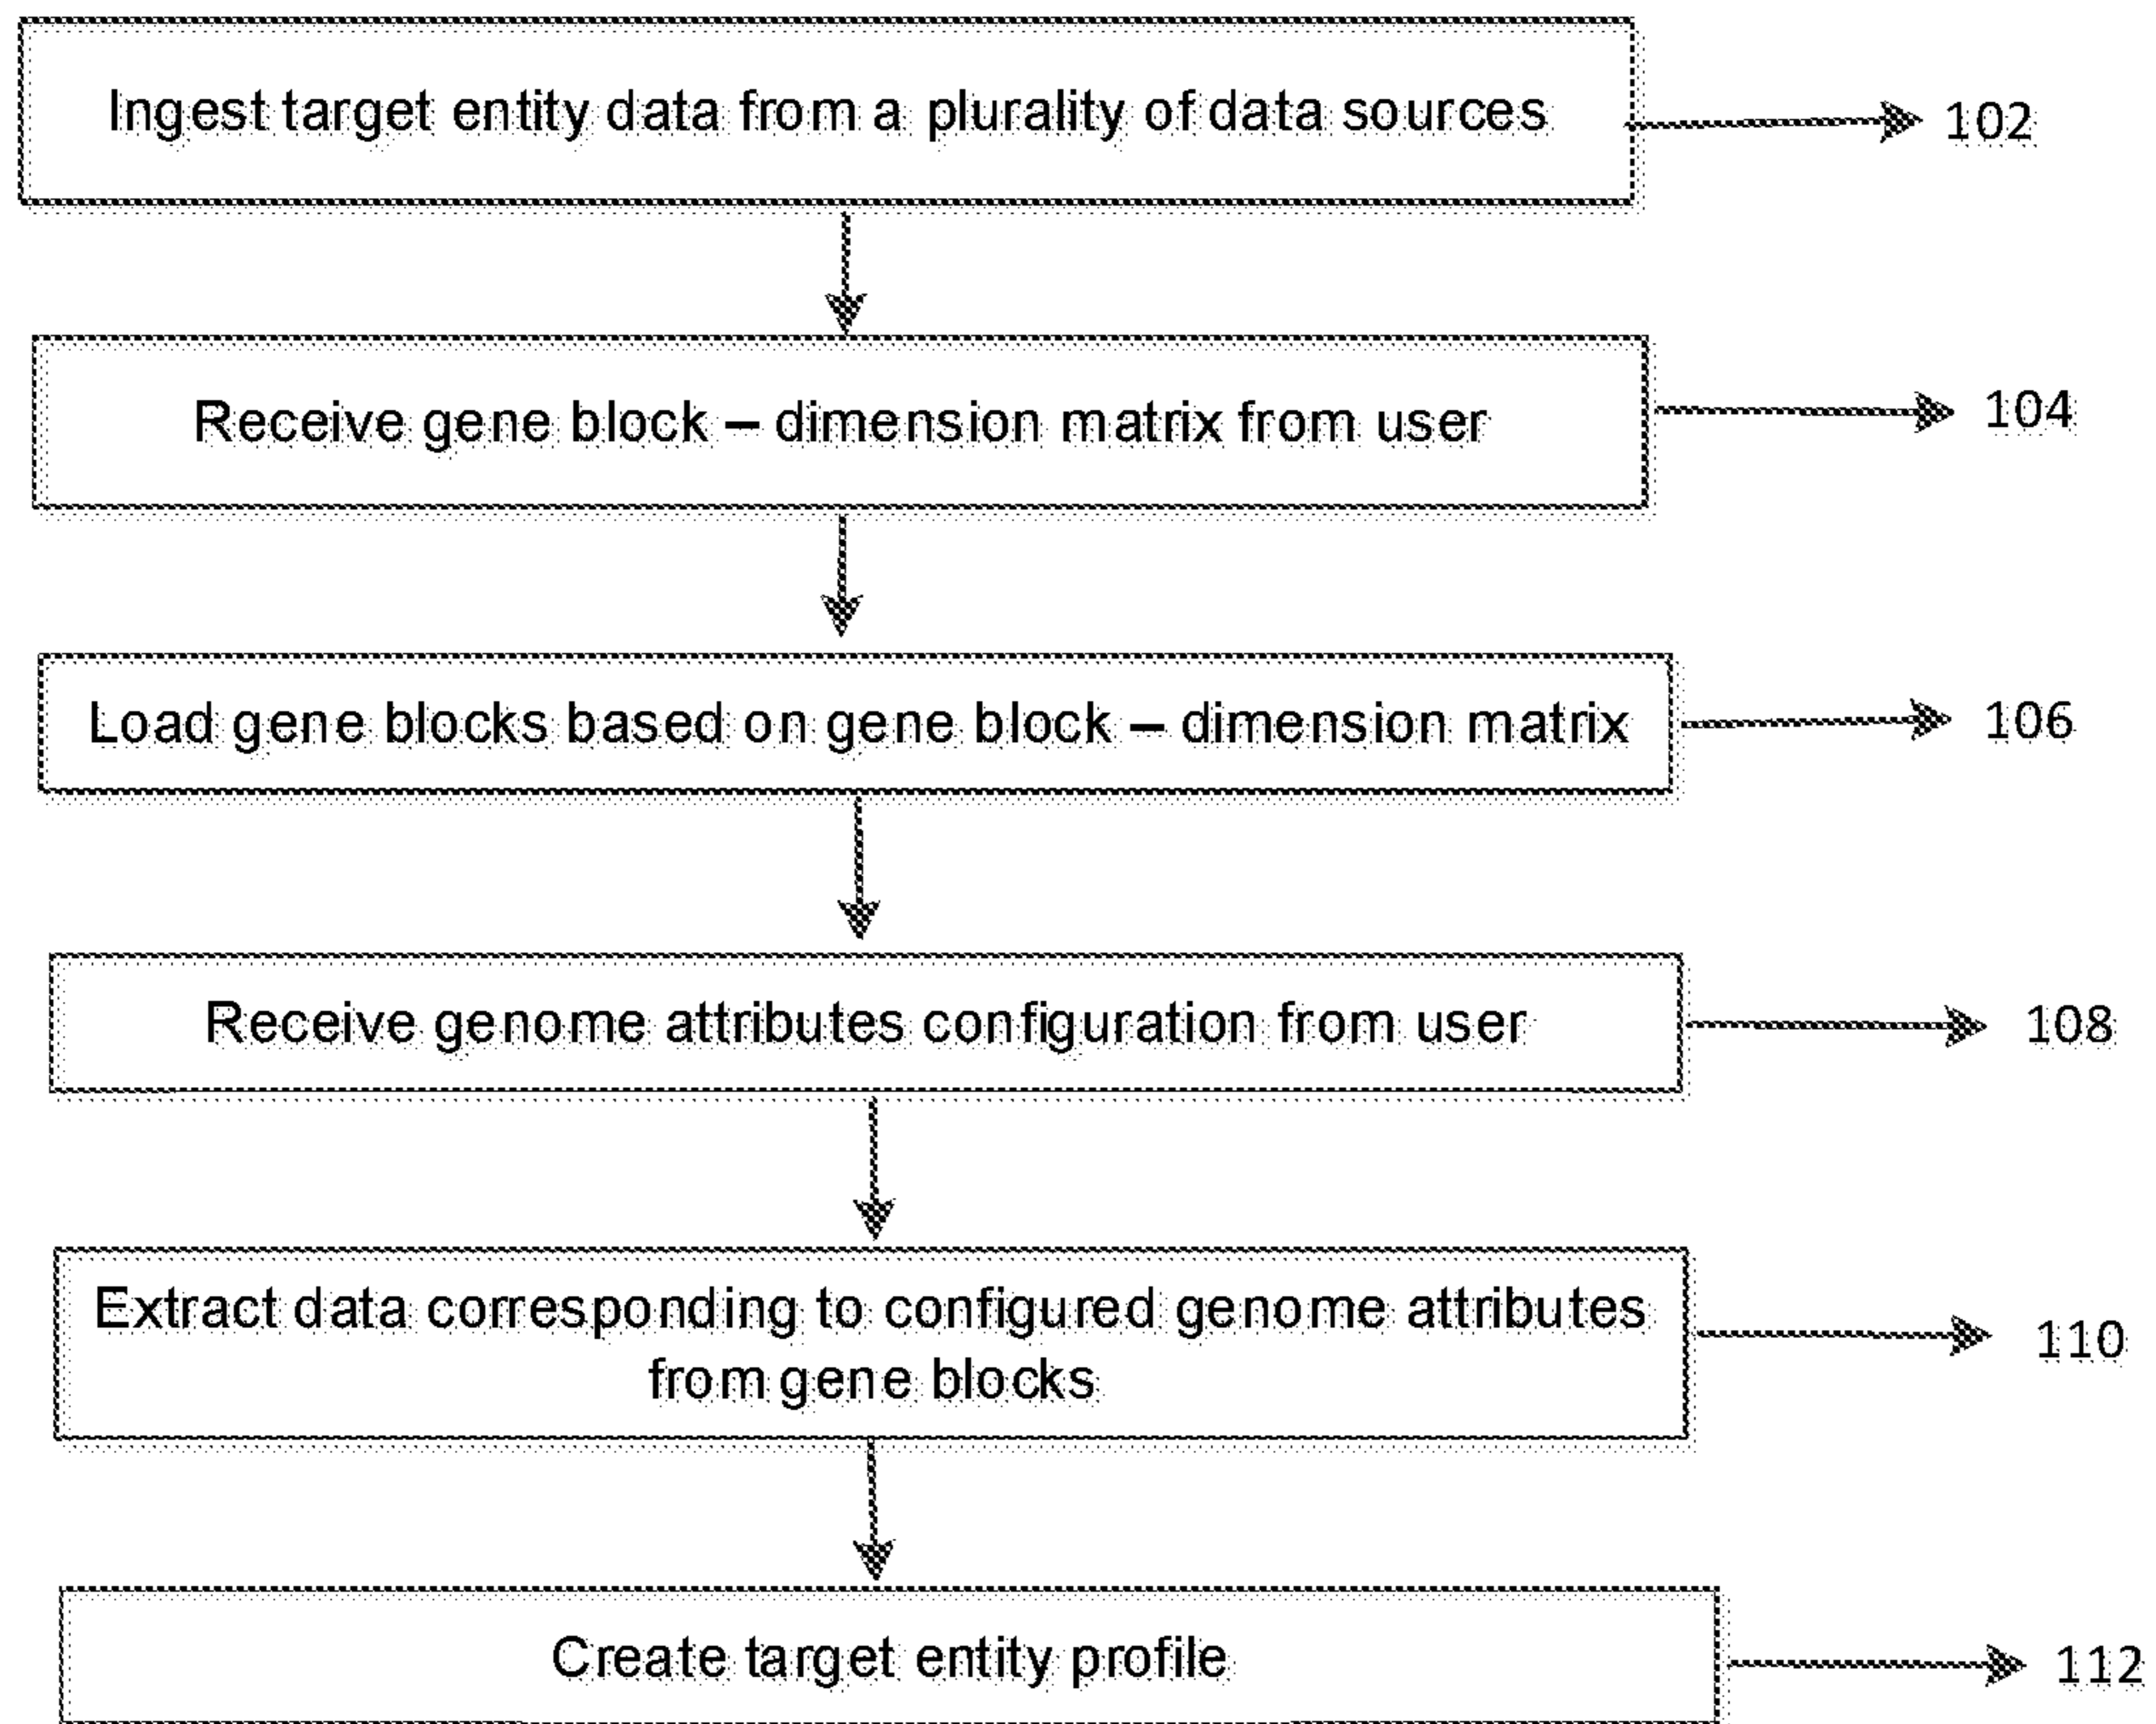 Ingest target entity data from a plurality of data sources
102
Receive gene block – dimension matrix from user
104
Load gene blocks based on gene block – dimension matrix
106
Receive genome attributes configuration from user
108
Extract data corresponding to configured genome attributes
from gene blocks
110
Create target entity profile
112